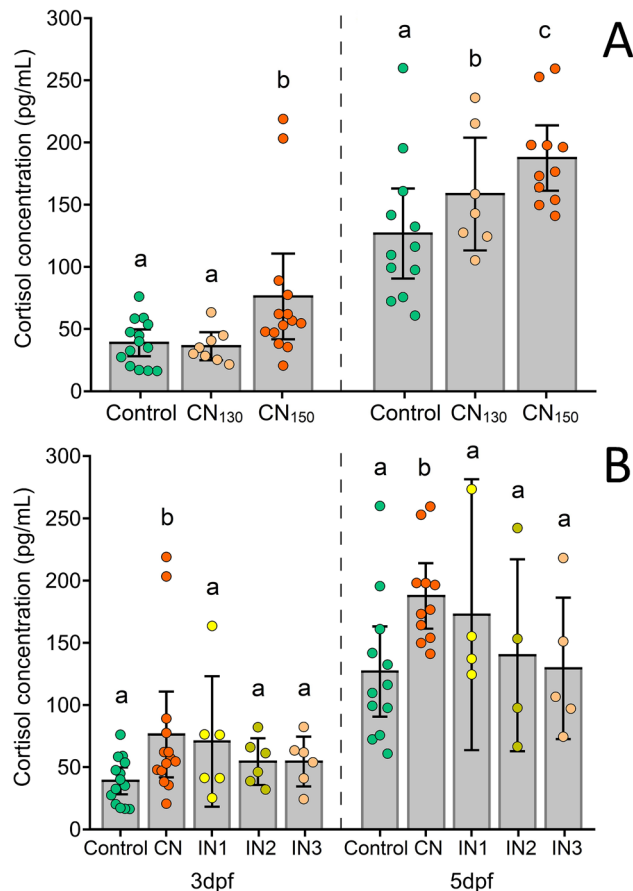 A
Cortisol concentration (pg/mL)
300
250
200
150
100
50
0
a
a
b
a
b
c
Control
CN₁₃₀
CN₁₅₀
Control
CN₁₃₀
CN₁₅₀
B
Cortisol concentration (pg/mL)
300
250
200
150
100
50
0
a
b
a
a
a
a
b
a
a
a
Control
CN
IN1
IN2
IN3
Control
CN
IN1
IN2
IN3
3dpf
5dpf